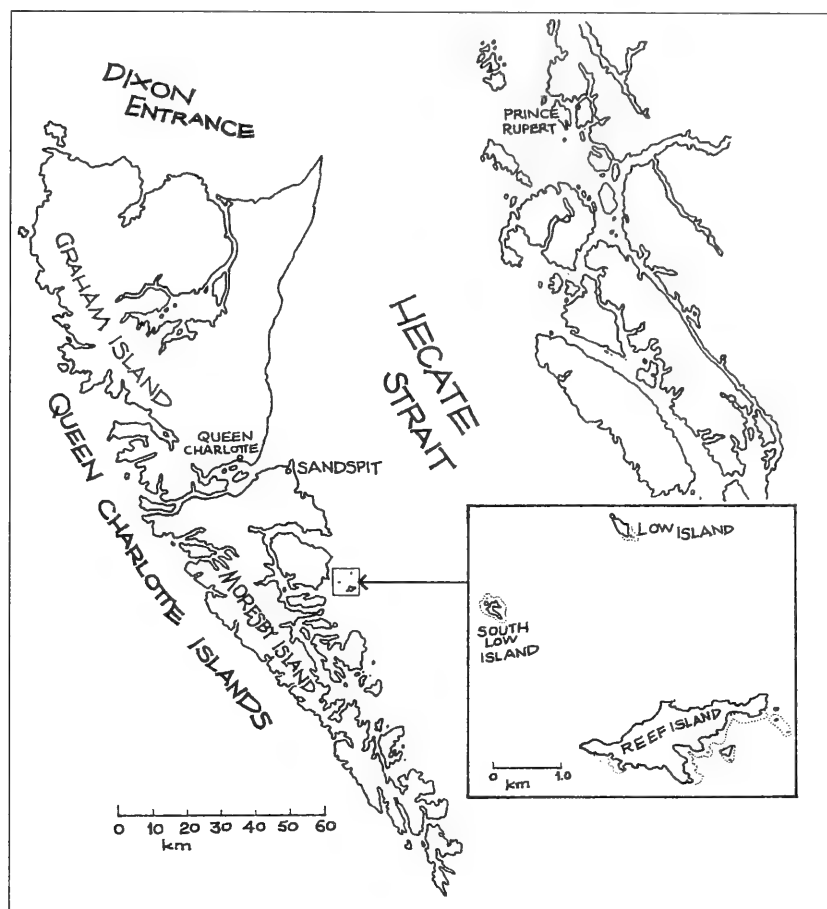 DIXON
ENTRANCE
PRINCE
RUPERT
GRAHAM ISLAND
HECATE
STRAIT
QUEEN
CHARLOTTE
SANDSPIT
QUEEN CHARLOTTE ISLANDS
MORESBY ISLAND
LOW ISLAND
SOUTH
LOW
ISLAND
REEF ISLAND
0 1.0
km
0 10 20 30 40 50 60
km